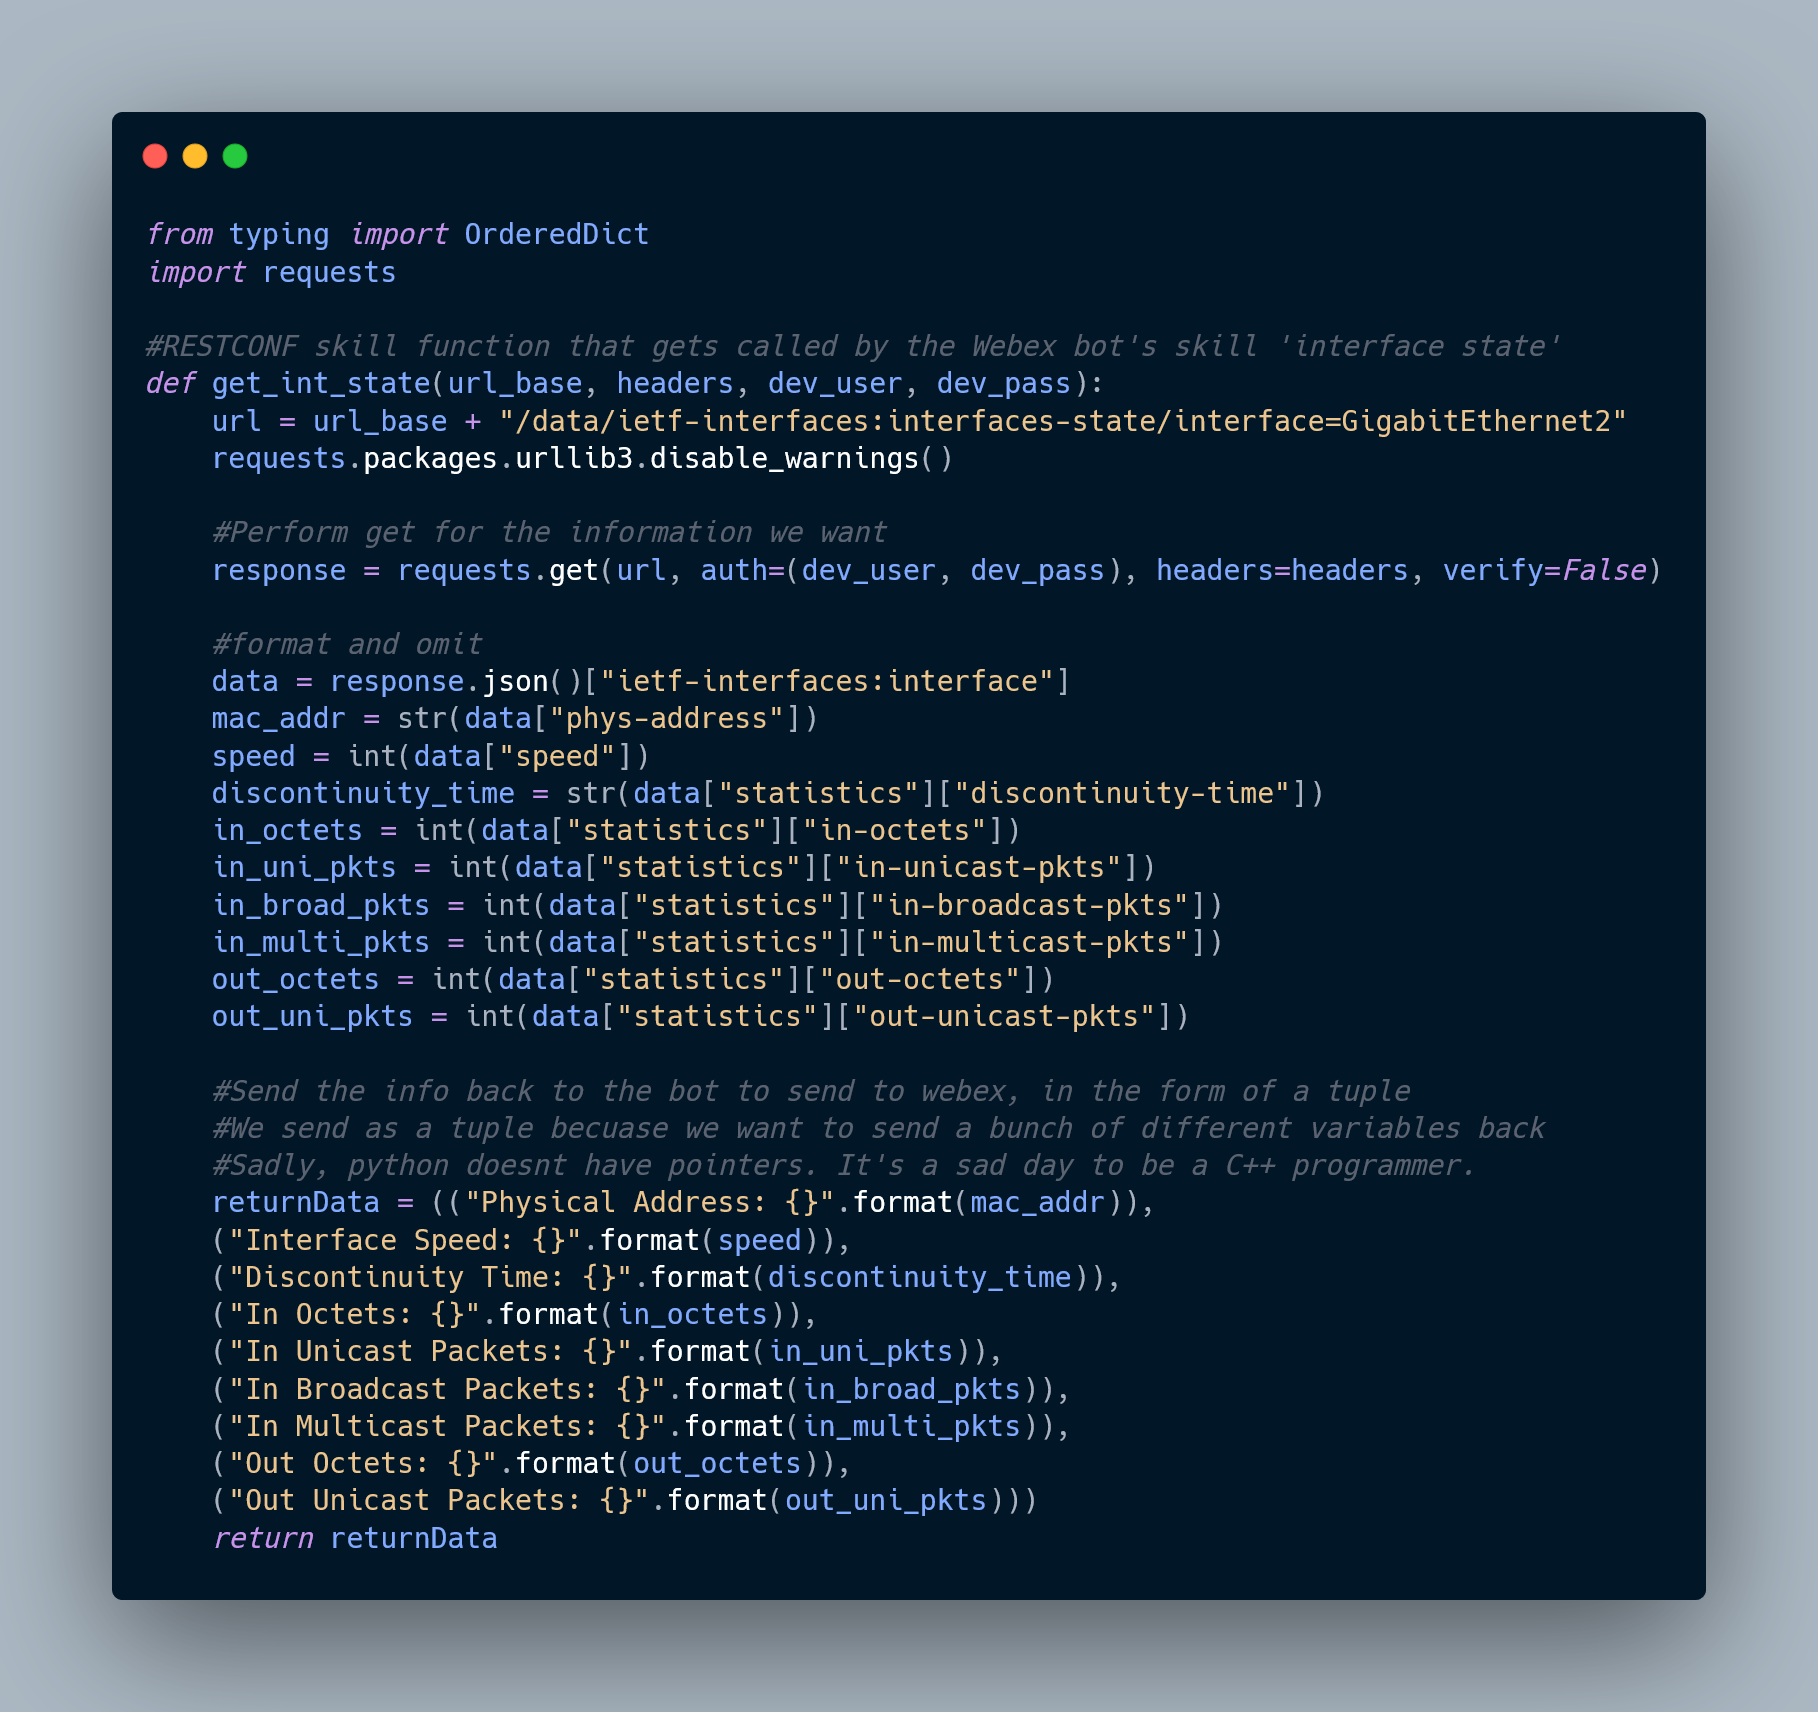 from typing import OrderedDict
import requests

#RESTCONF skill function that gets called by the Webex bot's skill 'interface state'
def get_int_state(url_base, headers, dev_user, dev_pass):
    url = url_base + "/data/ietf-interfaces:interfaces-state/interface=GigabitEthernet2"
    requests.packages.urllib3.disable_warnings()

    #Perform get for the information we want
    response = requests.get(url, auth=(dev_user, dev_pass), headers=headers, verify=False)

    #format and omit
    data = response.json()["ietf-interfaces:interface"]
    mac_addr = str(data["phys-address"])
    speed = int(data["speed"])
    discontinuity_time = str(data["statistics"]["discontinuity-time"])
    in_octets = int(data["statistics"]["in-octets"])
    in_uni_pkts = int(data["statistics"]["in-unicast-pkts"])
    in_broad_pkts = int(data["statistics"]["in-broadcast-pkts"])
    in_multi_pkts = int(data["statistics"]["in-multicast-pkts"])
    out_octets = int(data["statistics"]["out-octets"])
    out_uni_pkts = int(data["statistics"]["out-unicast-pkts"])

    #Send the info back to the bot to send to webex, in the form of a tuple
    #We send as a tuple becuase we want to send a bunch of different variables back
    #Sadly, python doesnt have pointers. It's a sad day to be a C++ programmer.
    returnData = (("Physical Address: {}".format(mac_addr)),
    ("Interface Speed: {}".format(speed)),
    ("Discontinuity Time: {}".format(discontinuity_time)),
    ("In Octets: {}".format(in_octets)),
    ("In Unicast Packets: {}".format(in_uni_pkts)),
    ("In Broadcast Packets: {}".format(in_broad_pkts)),
    ("In Multicast Packets: {}".format(in_multi_pkts)),
    ("Out Octets: {}".format(out_octets)),
    ("Out Unicast Packets: {}".format(out_uni_pkts)))
    return returnData